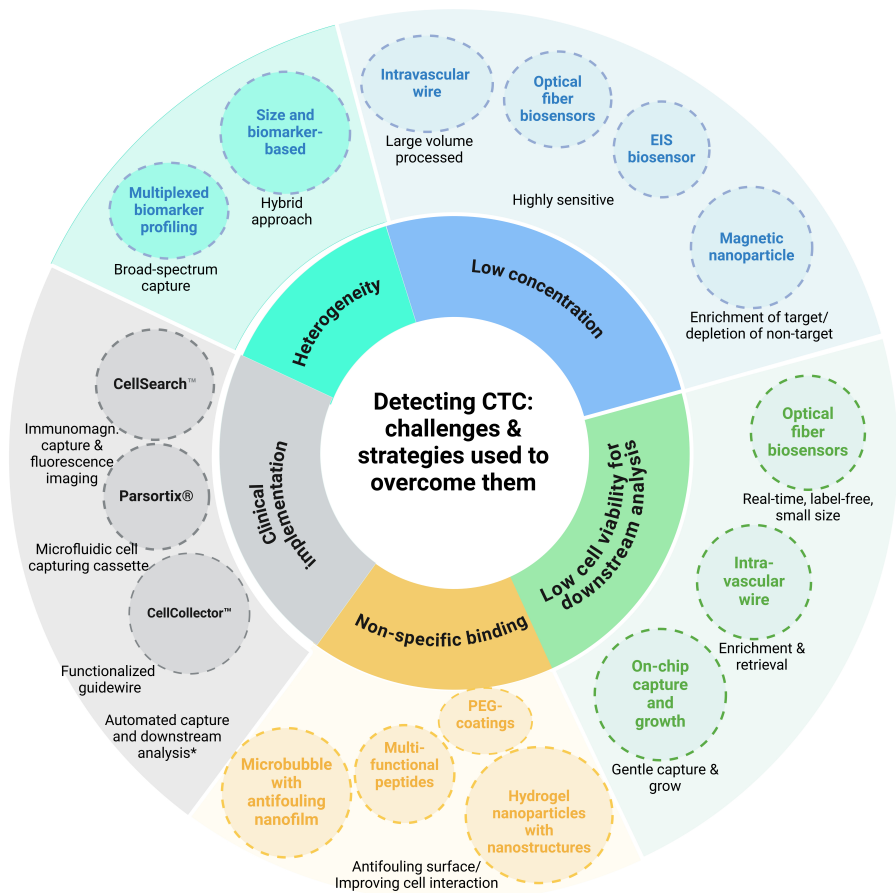 Detecting CTC:
challenges &
strategies used to
overcome them
Heterogeneity
Size and
biomarker-
based
Hybrid
approach
Multiplexed
biomarker
profiling
Broad-spectrum
capture
Low concentration
Intravascular
wire
Large volume
processed
Optical
fiber
biosensors
EIS
biosensor
Highly sensitive
Magnetic
nanoparticle
Enrichment of target/
depletion of non-target
Low cell viability for
downstream analysis
Optical
fiber
biosensors
Real-time, label-free,
small size
Intra-
vascular
wire
Enrichment &
retrieval
On-chip
capture
and
growth
Gentle capture &
grow
Non-specific binding
PEG-
coatings
Multi-
functional
peptides
Microbubble
with
antifouling
nanofilm
Hydrogel
nanoparticles
with
nanostructures
Antifouling surface/
Improving cell interaction
Clinical
implementation
CellSearch™
Immunomagn.
capture &
fluorescence
imaging
Parsortix®
Microfluidic cell
capturing cassette
CellCollector™
Functionalized
guidewire
Automated capture
and downstream
analysis*